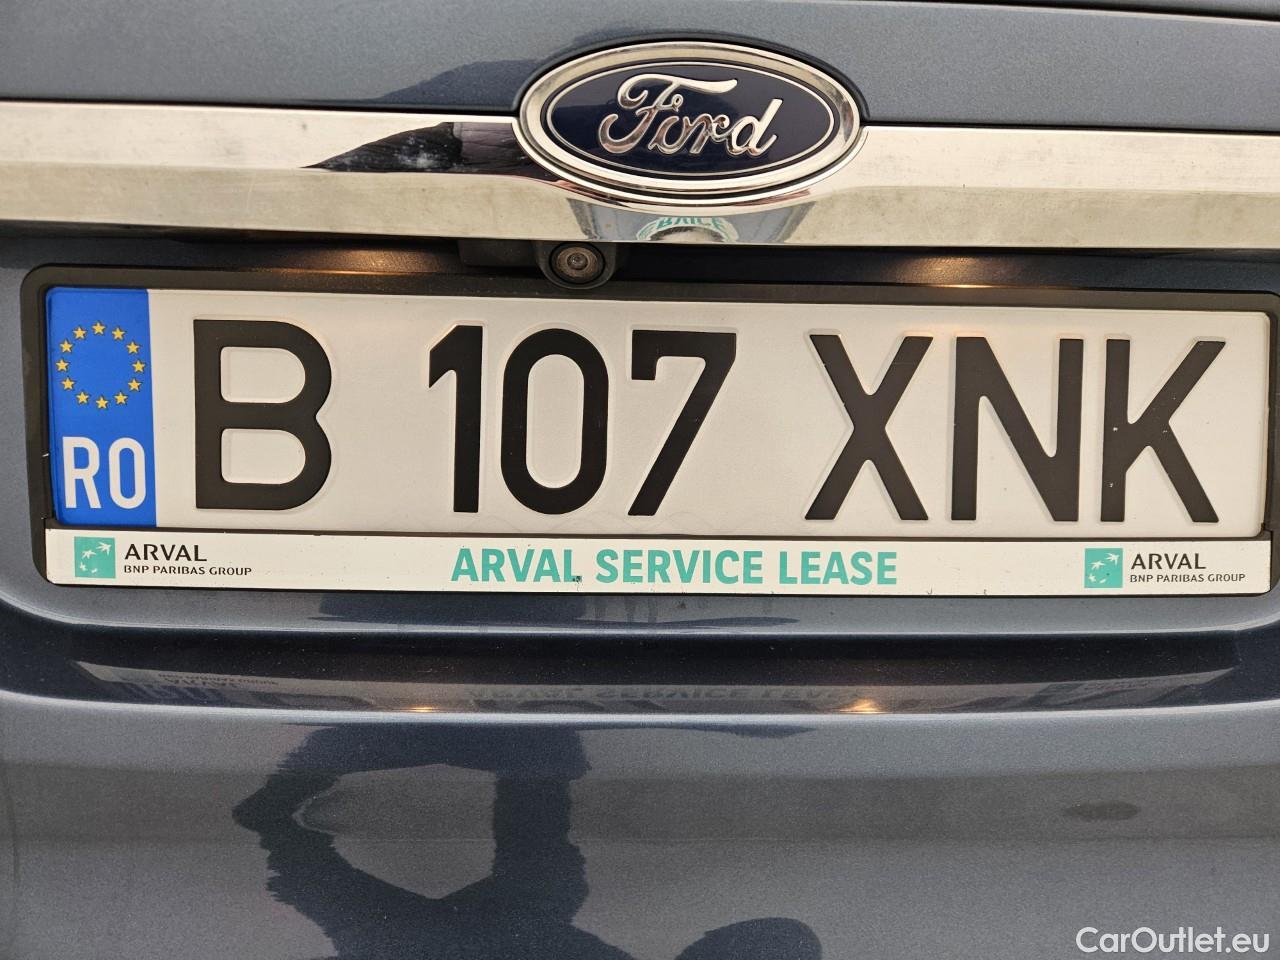 Ford
B 107 XNK
RO
ARVAL
BNP PARIBAS GROUP
ARVAL SERVICE LEASE
ARVAL
BNP PARIBAS GROUP
CarOutlet.eu